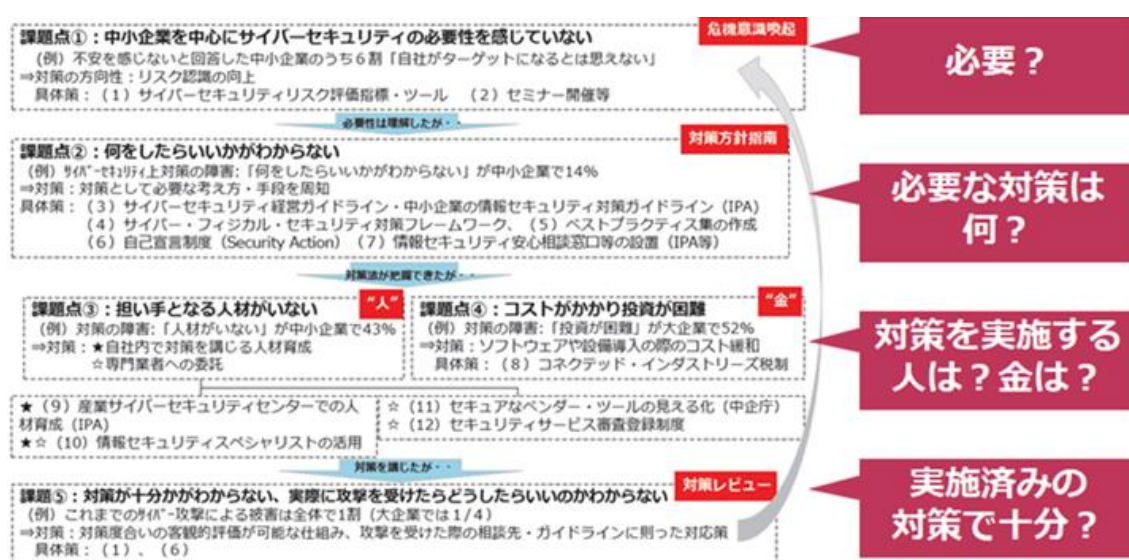 課題点①：中小企業を中心にサイバーセキュリティの必要性を感じていない
危機意識喚起
（例）不安を感じないと回答した中小企業のうち６割「自社がターゲットになるとは思えない」
⇒対策の方向性：リスク認識の向上
具体策：（1）サイバーセキュリティリスク評価指標・ツール （2）セミナー開催等
必要？
必要性は理解したが・・
課題点②：何をしたらいいかがわからない
対策方針指南
（例）ｻｲﾊﾞｰｾｷｭﾘﾃｨ上対策の障害：「何をしたらいいかがわからない」が中小企業で14%
⇒対策：対策として必要な考え方・手段を周知
具体策：（3）サイバーセキュリティ経営ガイドライン・中小企業の情報セキュリティ対策ガイドライン（IPA）
（4）サイバー・フィジカル・セキュリティ対策フレームワーク、（5）ベストプラクティス集の作成
（6）自己宣言制度（Security Action）（7）情報セキュリティ安心相談窓口等の設置（IPA等）
必要な対策は
何？
対策法が把握できたが・・
課題点③：担い手となる人材がいない
“人”
（例）対策の障害：「人材がいない」が中小企業で43%
⇒対策：★自社内で対策を講じる人材育成
☆専門業者への委託
課題点④：コストがかかり投資が困難
“金”
（例）対策の障害：「投資が困難」が大企業で52%
⇒対策：ソフトウェアや設備導入の際のコスト緩和
具体策：（8）コネクテッド・インダストリーズ税制
対策を実施する
人は？金は？
★（9）産業サイバーセキュリティセンターでの人
材育成（IPA）
★☆（10）情報セキュリティスペシャリストの活用
☆（11）セキュアなベンダー・ツールの見える化（中企庁）
☆（12）セキュリティサービス審査登録制度
対策を講じたが・・
課題⑤：対策が十分かがわからない、実際に攻撃を受けたらどうしたらいいのかわからない
対策レビュー
（例）これまでのｻｲﾊﾞｰ攻撃による被害は全体で1割（大企業では1/4）
⇒対策：対策度合いの客観的評価が可能な仕組み、攻撃を受けた際の相談先・ガイドラインに則った対応策
具体策：（1）、（6）
実施済みの
対策で十分？